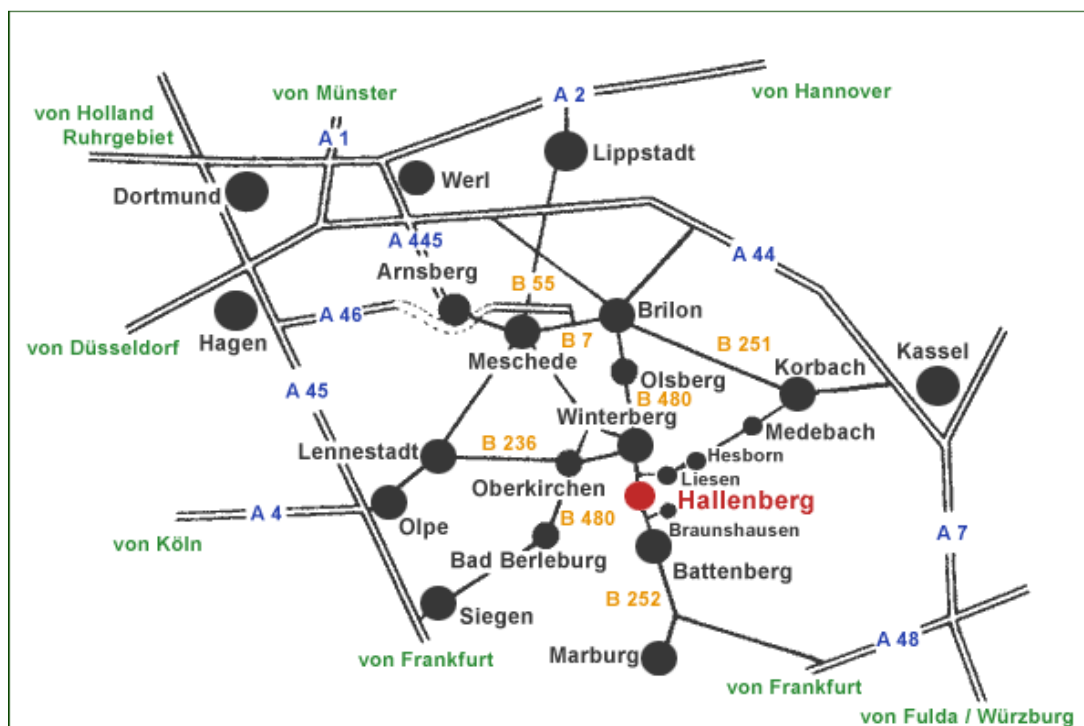 von Münster
A 2
von Hannover
von Holland
Ruhrgebiet
A 1
Lippstadt
Werl
Dortmund
A 445
A 44
Arnsberg
B 55
A 46
Brilon
von Düsseldorf
Hagen
B 7
Meschede
B 251
Kassel
Korbach
Olsberg
A 45
B 480
Winterberg
Medebach
Lennestadt
B 236
Hesborn
Liesen
Oberkirchen
Hallenberg
A 4
Olpe
B 480
Braunshausen
A 7
von Köln
Bad Berleburg
Battenberg
B 252
Siegen
A 48
Marburg
von Frankfurt
von Frankfurt
von Fulda / Würzburg